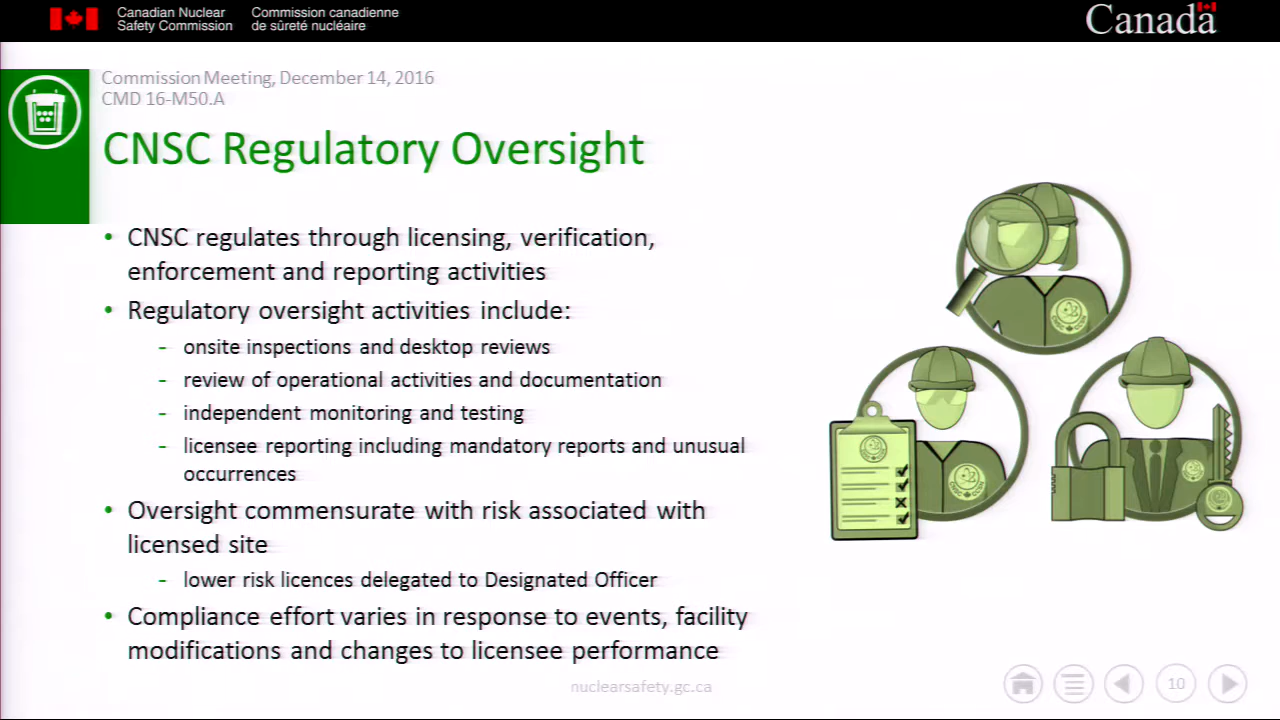 Canadian Nuclear
Safety Commission
Commission canadienne
de sûreté nucléaire
Canada
Commission Meeting, December 14, 2016
CMD 16-M50.A
CNSC Regulatory Oversight
• CNSC regulates through licensing, verification,
enforcement and reporting activities
• Regulatory oversight activities include:
- onsite inspections and desktop reviews
- review of operational activities and documentation
- independent monitoring and testing
- licensee reporting including mandatory reports and unusual
occurrences
• Oversight commensurate with risk associated with
licensed site
- lower risk licences delegated to Designated Officer
• Compliance effort varies in response to events, facility
modifications and changes to licensee performance
nuclearsafety.gc.ca
10